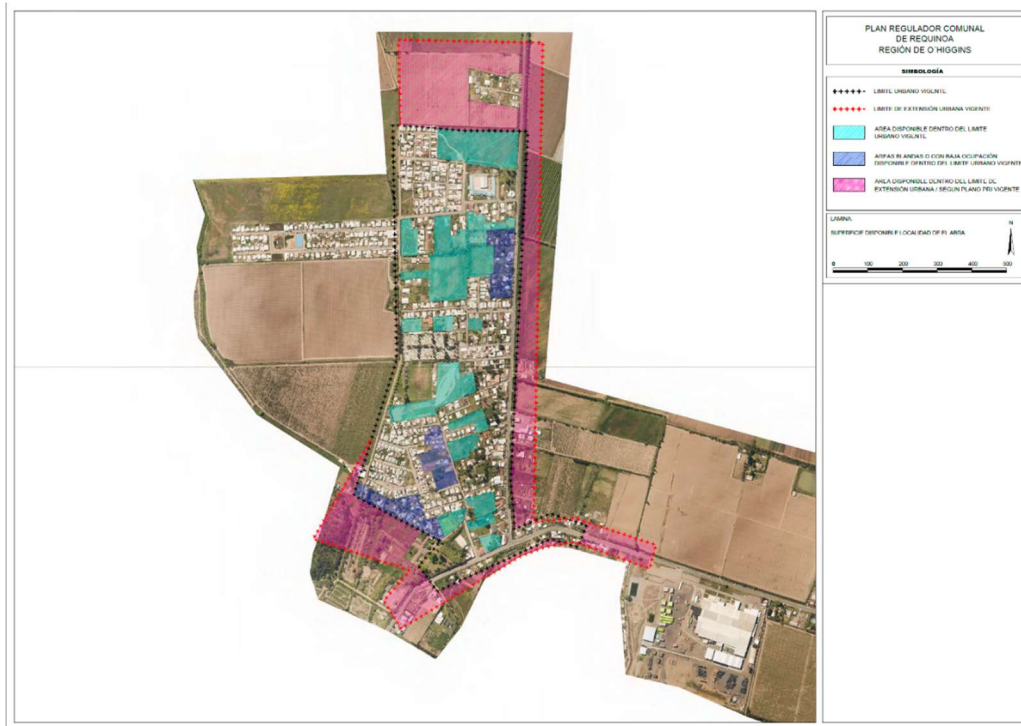 PLAN REGULADOR COMUNAL
DE REQUINOA
REGIÓN DE O'HIGGINS
SIMBOLOGÍA
LIMITE URBANO VIGENTE
LIMITE DE EXTENSIÓN URBANA VIGENTE
AREA DISPONIBLE DENTRO DEL LIMITE
URBANO VIGENTE
AREAS BLANDAS O CON BAJA OCUPACIÓN
DISPONIBLE DENTRO DEL LIMITE URBANO VIGENTE
AREA DISPONIBLE DENTRO DEL LIMITE DE
EXTENSIÓN URBANA / SEGUN PLANO PRI VIGENTE
LAMINA
SUPERFICIE DISPONIBLE LOCALIDAD DE EL ABRA
N
0 100 200 300 400 500